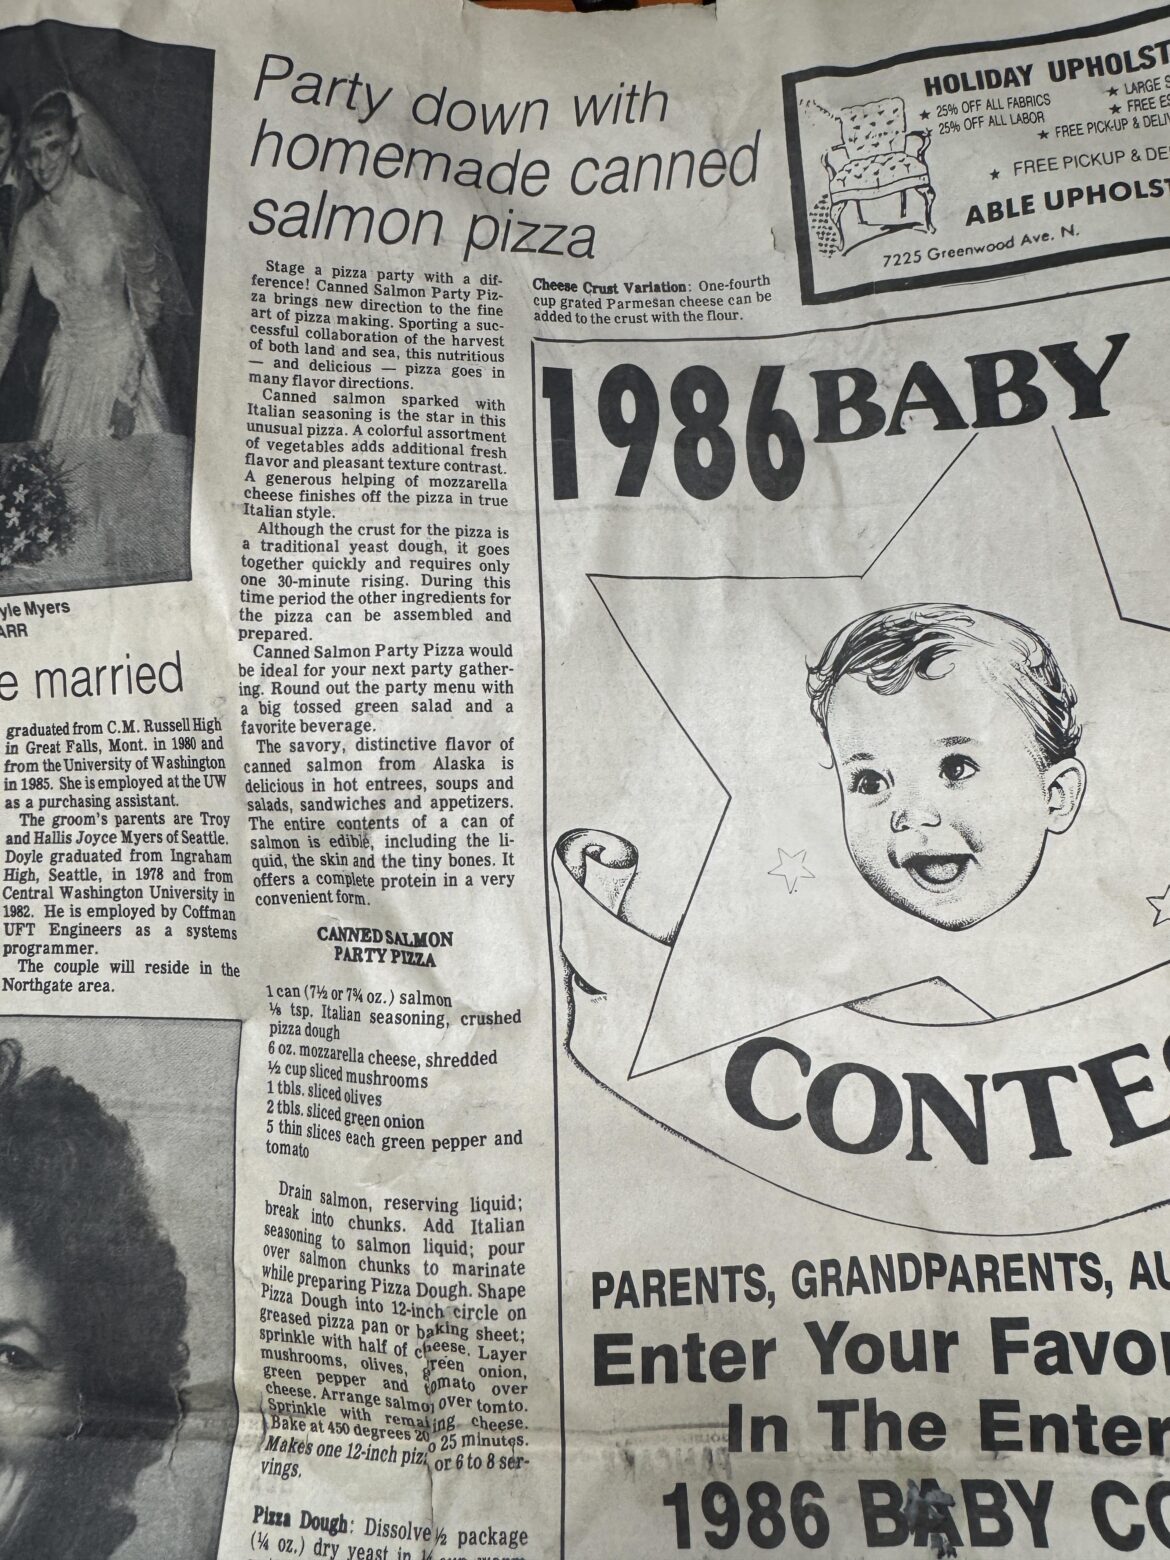 Party down with
homemade canned
salmon pizza
Stage a pizza party with a dif-
ference! Canned Salmon Party Piz-
za brings new direction to the fine
art of pizza making. Sporting a suc-
cessful collaboration of the harvest
of both land and sea, this nutritious
— and delicious — pizza goes in
many flavor directions.
Canned salmon sparked with
Italian seasoning is the star in this
unusual pizza. A colorful assortment
of vegetables adds additional fresh
flavor and pleasant texture contrast.
A generous helping of mozzarella
cheese finishes off the pizza in true
Italian style.
Although the crust for the pizza is
a traditional yeast dough, it goes
together quickly and requires only
one 30-minute rising. During this
time period the other ingredients for
the pizza can be assembled and
prepared.
Canned Salmon Party Pizza would
be ideal for your next party gather-
ing. Round out the party menu with
a big tossed green salad and a
favorite beverage.
The savory, distinctive flavor of
canned salmon from Alaska is
delicious in hot entrees, soups and
salads, sandwiches and appetizers.
The entire contents of a can of
salmon is edible, including the li-
quid, the skin and the tiny bones. It
offers a complete protein in a very
convenient form.
CANNED SALMON
PARTY PIZZA
1 can (7½ or 7¾ oz.) salmon
⅛ tsp. Italian seasoning, crushed
pizza dough
6 oz. mozzarella cheese, shredded
½ cup sliced mushrooms
1 tbls. sliced olives
2 tbls. sliced green onion
5 thin slices each green pepper and
tomato
Drain salmon, reserving liquid;
break into chunks. Add Italian
seasoning to salmon liquid; pour
over salmon chunks to marinate
while preparing Pizza Dough. Shape
Pizza Dough into 12-inch circle on
greased pizza pan or baking sheet;
sprinkle with half of cheese. Layer
mushrooms, olives, green onion,
green pepper and tomato over
cheese. Arrange salmo over tomto.
Sprinkle with remaing cheese.
Bake at 450 degrees 20 o 25 minutes.
Makes one 12-inch piz or 6 to 8 ser-
vings.
Pizza Dough: Dissolve ½ package
(¼ oz.) dry yeast in
Cheese Crust Variation: One-fourth
cup grated Parmesan cheese can be
added to the crust with the flour.
HOLIDAY UPHOLST
★ 25% OFF ALL FABRICS
★ LARGE S
★ 25% OFF ALL LABOR
★ FREE ES
★ FREE PICK-UP & DELIV
★ FREE PICKUP & DE
ABLE UPHOLST
7225 Greenwood Ave. N.
1986 BABY
CONTES
PARENTS, GRANDPARENTS, AU
Enter Your Favo
In The Enter
1986 BABY CO
yle Myers
ARR
e married
graduated from C.M. Russell High
in Great Falls, Mont. in 1980 and
from the University of Washington
in 1985. She is employed at the UW
as a purchasing assistant.
The groom's parents are Troy
and Hallis Joyce Myers of Seattle.
Doyle graduated from Ingraham
High, Seattle, in 1978 and from
Central Washington University in
1982. He is employed by Coffman
UFT Engineers as a systems
programmer.
The couple will reside in the
Northgate area.